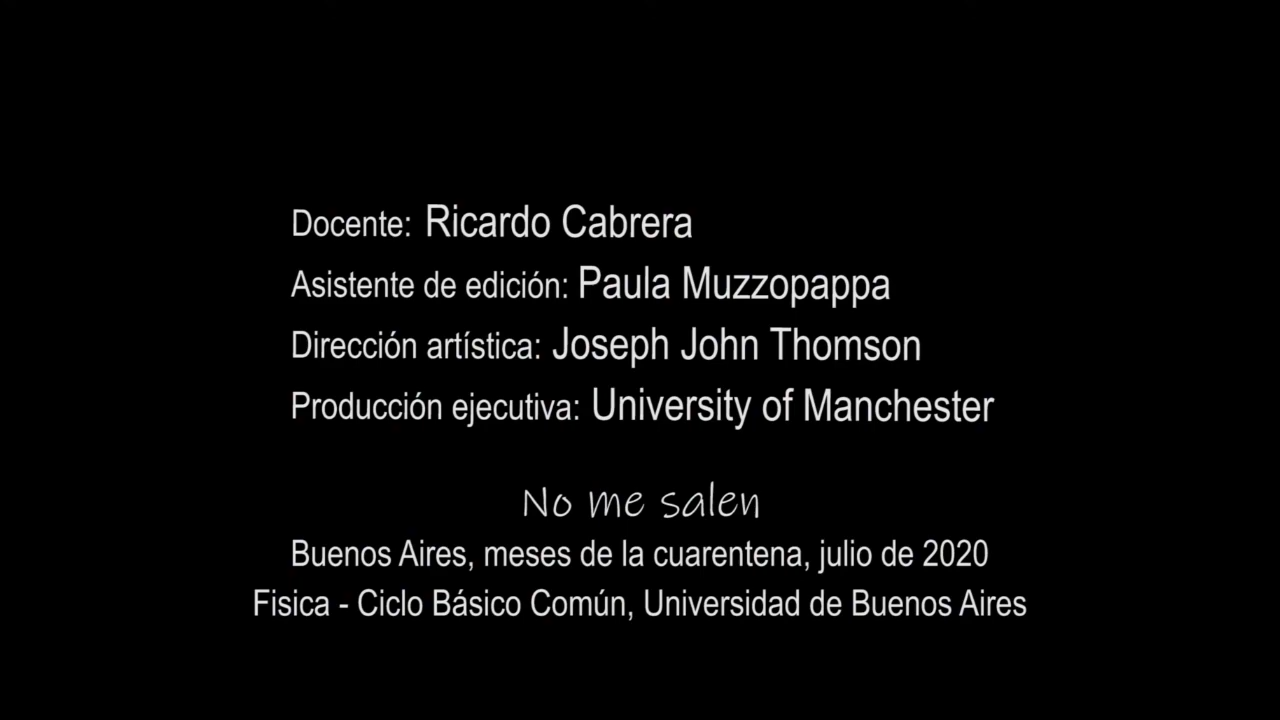 Docente: Ricardo Cabrera
Asistente de edición: Paula Muzzopappa
Dirección artística: Joseph John Thomson
Producción ejecutiva: University of Manchester
No me salen
Buenos Aires, meses de la cuarentena, julio de 2020
Fisica - Ciclo Básico Común, Universidad de Buenos Aires